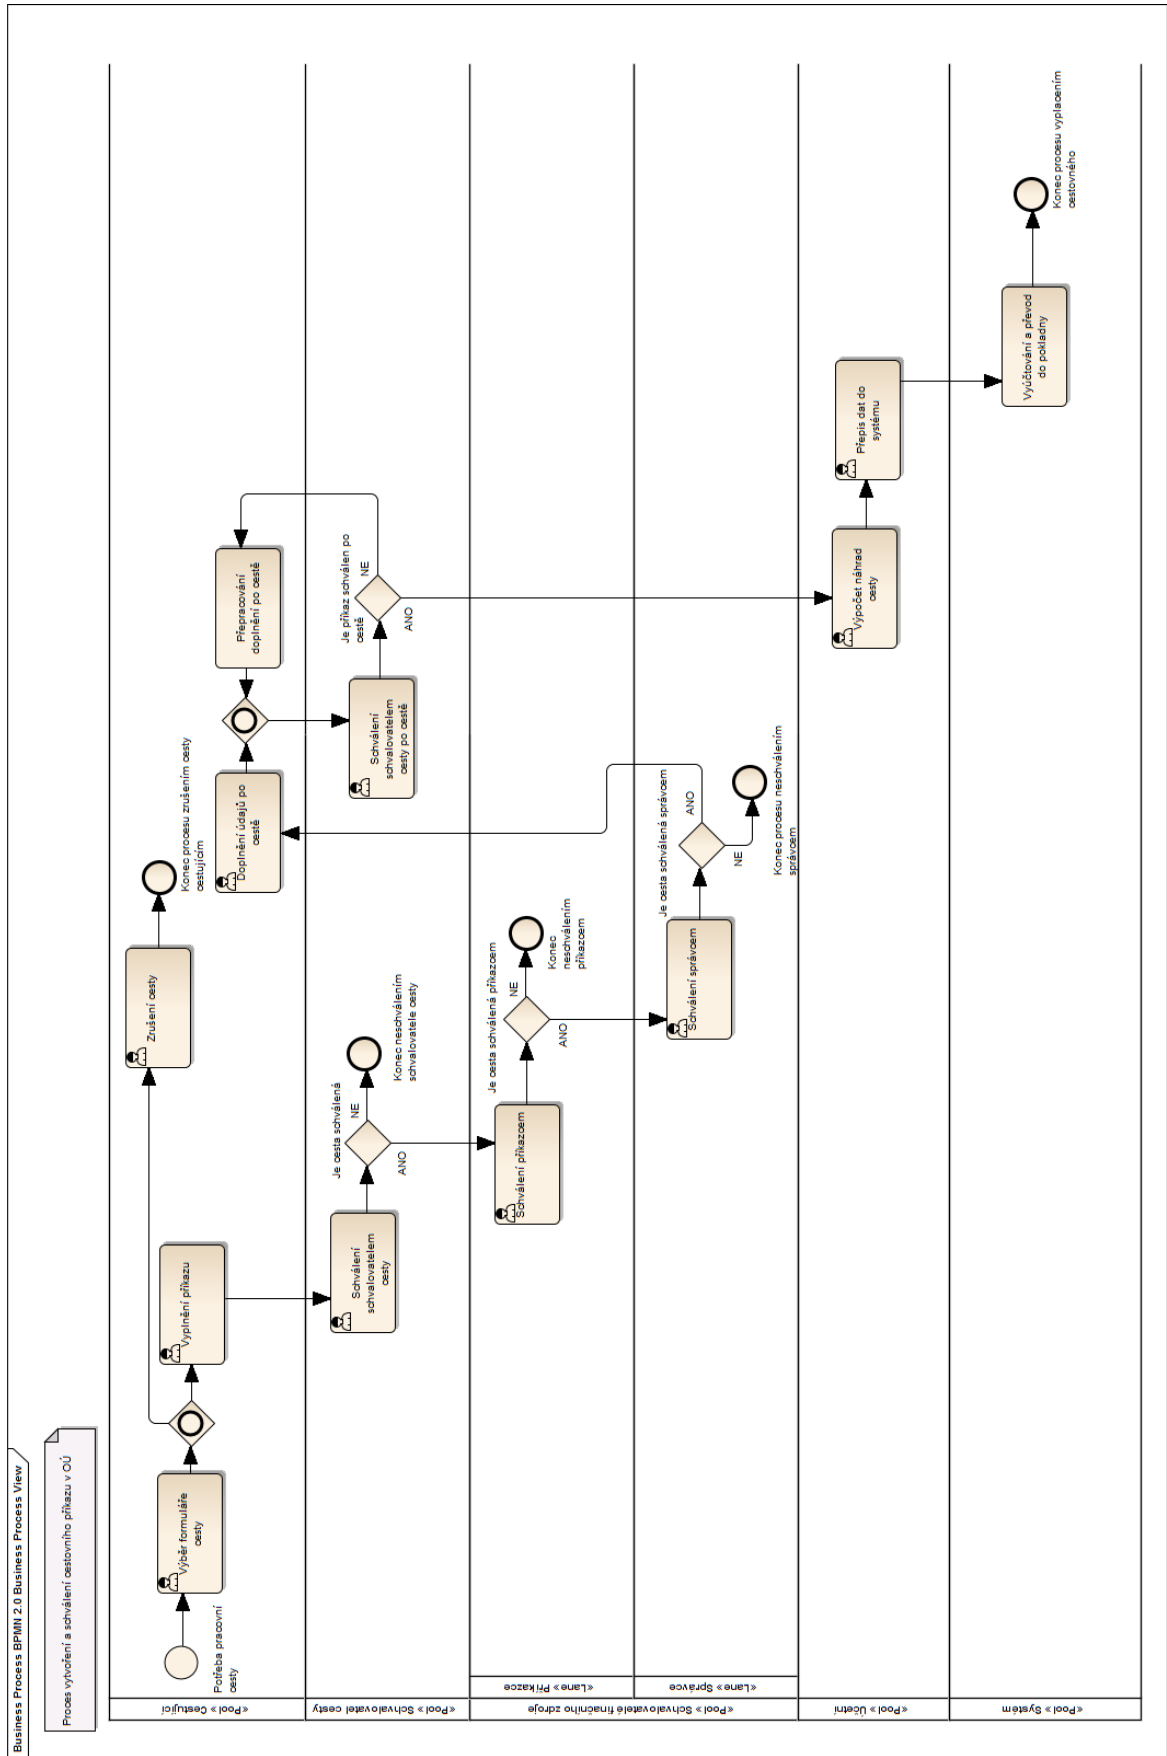 Business Process BPMN 2.0 Business Process View
Proces vytvoření a schválení cestovního příkazu v OÚ
«Pool» Cestující
Potřeba pracovní
cesty
Výběr formuláře
cesty
Vyplnění příkazu
Zrušení cesty
Konec procesu zrušením cesty
cestujícím
Doplnění údajů po
cestě
Přepracování
doplnění po cestě
«Pool» Schvalovatel cesty
Schválení
schvalovatelem
cesty
Je cesta schválená
NE
ANO
Konec neschválením
schvalovatele cesty
Schválení
schvalovatelem
cesty po cestě
Je příkaz schválen po
cestě
NE
ANO
«Pool» Schvalovatelé finančního zdroje
«Lane» Příkazce
Schválení příkazcem
Je cesta schválená příkazcem
NE
ANO
Konec
neschválením
příkazcem
«Lane» Správce
Schválení správcem
Je cesta schválená správcem
ANO
NE
Konec procesu neschválením
správcem
«Pool» Účetní
Výpočet náhrad
cesty
Přepis dat do
systému
«Pool» Systém
Vyúčtování a převod
do pokladny
Konec procesu vyplacením
cestovného